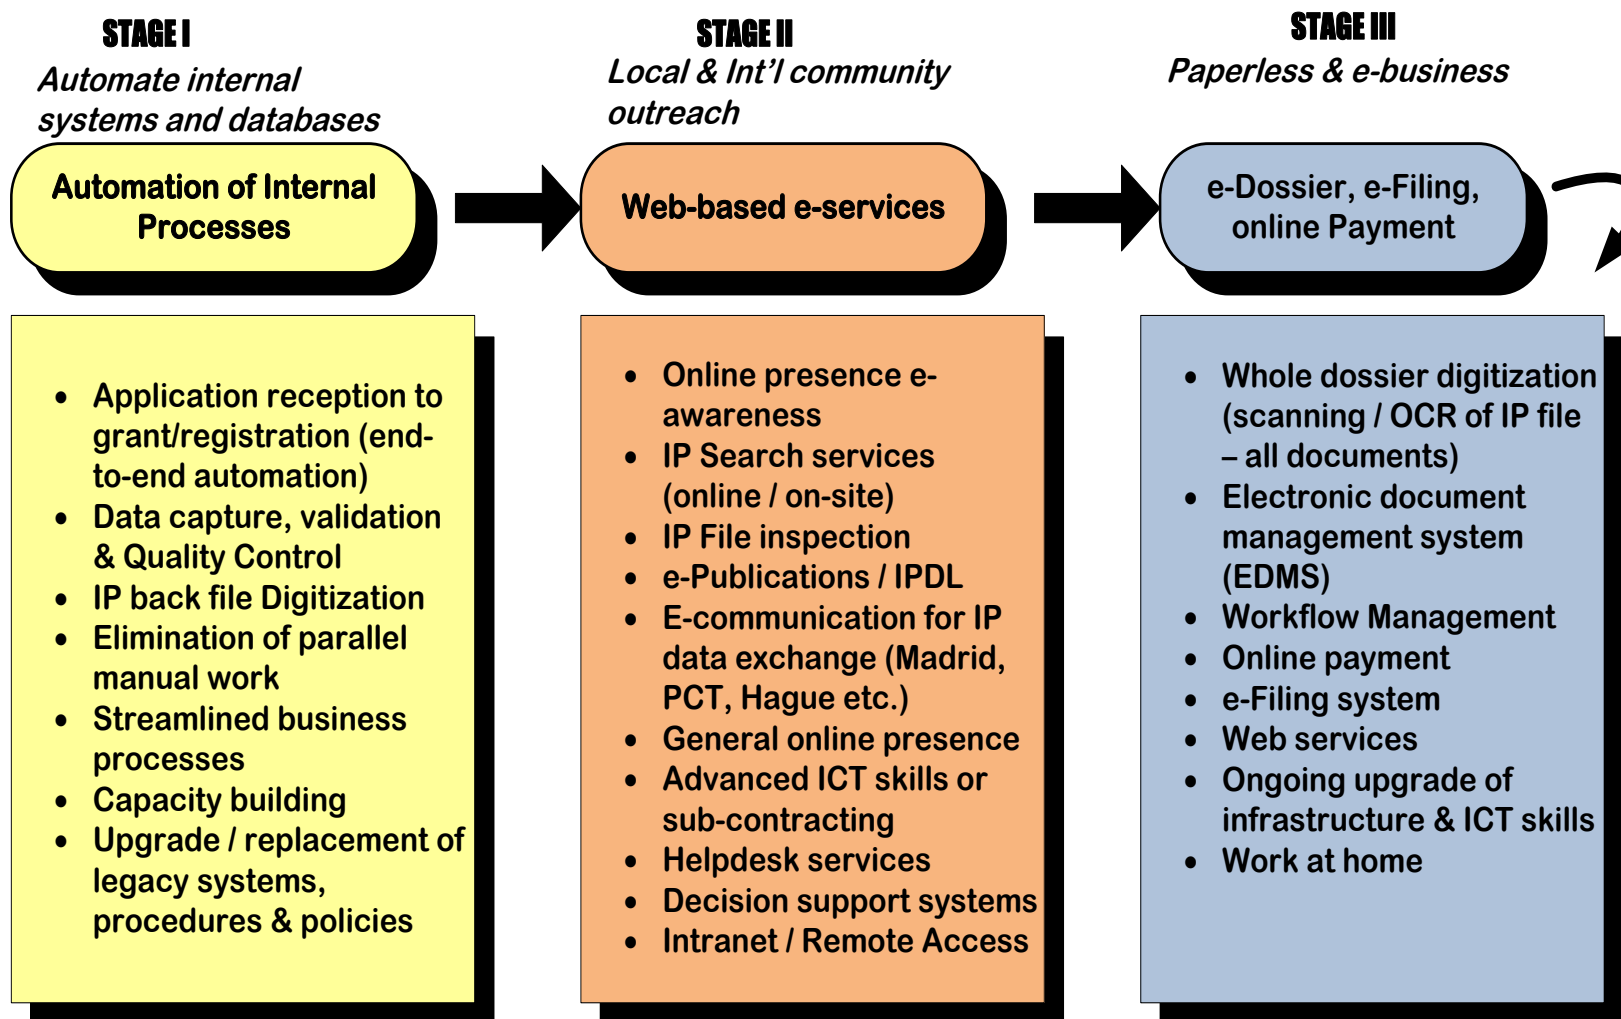 STAGE I
Automate internal
systems and databases
Automation of Internal
Processes
• Application reception to
grant/registration (end-
to-end automation)
• Data capture, validation
& Quality Control
• IP back file Digitization
• Elimination of parallel
manual work
• Streamlined business
processes
• Capacity building
• Upgrade / replacement of
legacy systems,
procedures & policies
STAGE II
Local & Int'l community
outreach
Web-based e-services
• Online presence e-
awareness
• IP Search services
(online / on-site)
• IP File inspection
• e-Publications / IPDL
• E-communication for IP
data exchange (Madrid,
PCT, Hague etc.)
• General online presence
• Advanced ICT skills or
sub-contracting
• Helpdesk services
• Decision support systems
• Intranet / Remote Access
STAGE III
Paperless & e-business
e-Dossier, e-Filing,
online Payment
• Whole dossier digitization
(scanning / OCR of IP file
– all documents)
• Electronic document
management system
(EDMS)
• Workflow Management
• Online payment
• e-Filing system
• Web services
• Ongoing upgrade of
infrastructure & ICT skills
• Work at home